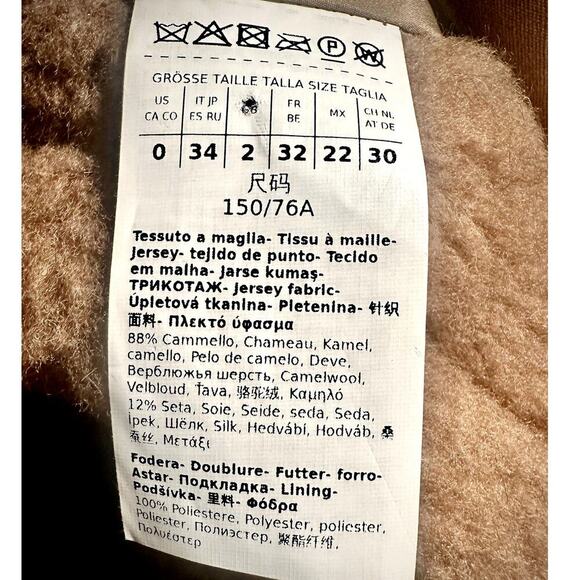 GRÖSSE TAILLE TALLA SIZE TAGLIA
US CA CO IT JP ES RU GB FR BE MX CH NL AT DE
0 34 2 32 22 30
尺码
150/76A
Tessuto a maglia- Tissu à maille-
Jersey- tejido de punto- Tecido
em malha- Jarse kumaş-
ТРИКОТАЖ- jersey fabric-
Úpletová tkanina- Pletenina- 针织
面料- Πλεκτό ύφασμα
88% Cammello, Chameau, Kamel,
camello, Pelo de camelo, Deve,
Верблюжья шерсть, Camelwool,
Velbloud, Ťava, 骆驼绒, Καμηλό
12% Seta, Soie, Seide, seda, Seda,
İpek, Шёлк, Silk, Hedvábí, Hodváb, 桑
蚕丝, Μετάξι
Fodera- Doublure- Futter- forro-
Astar- Подкладка- Lining-
Podšívka- 里料- Φόδρα
100% Poliestere, Polyester, poliester,
Poliester, Полиэстер, 聚酯纤维,
Πολυέστερ